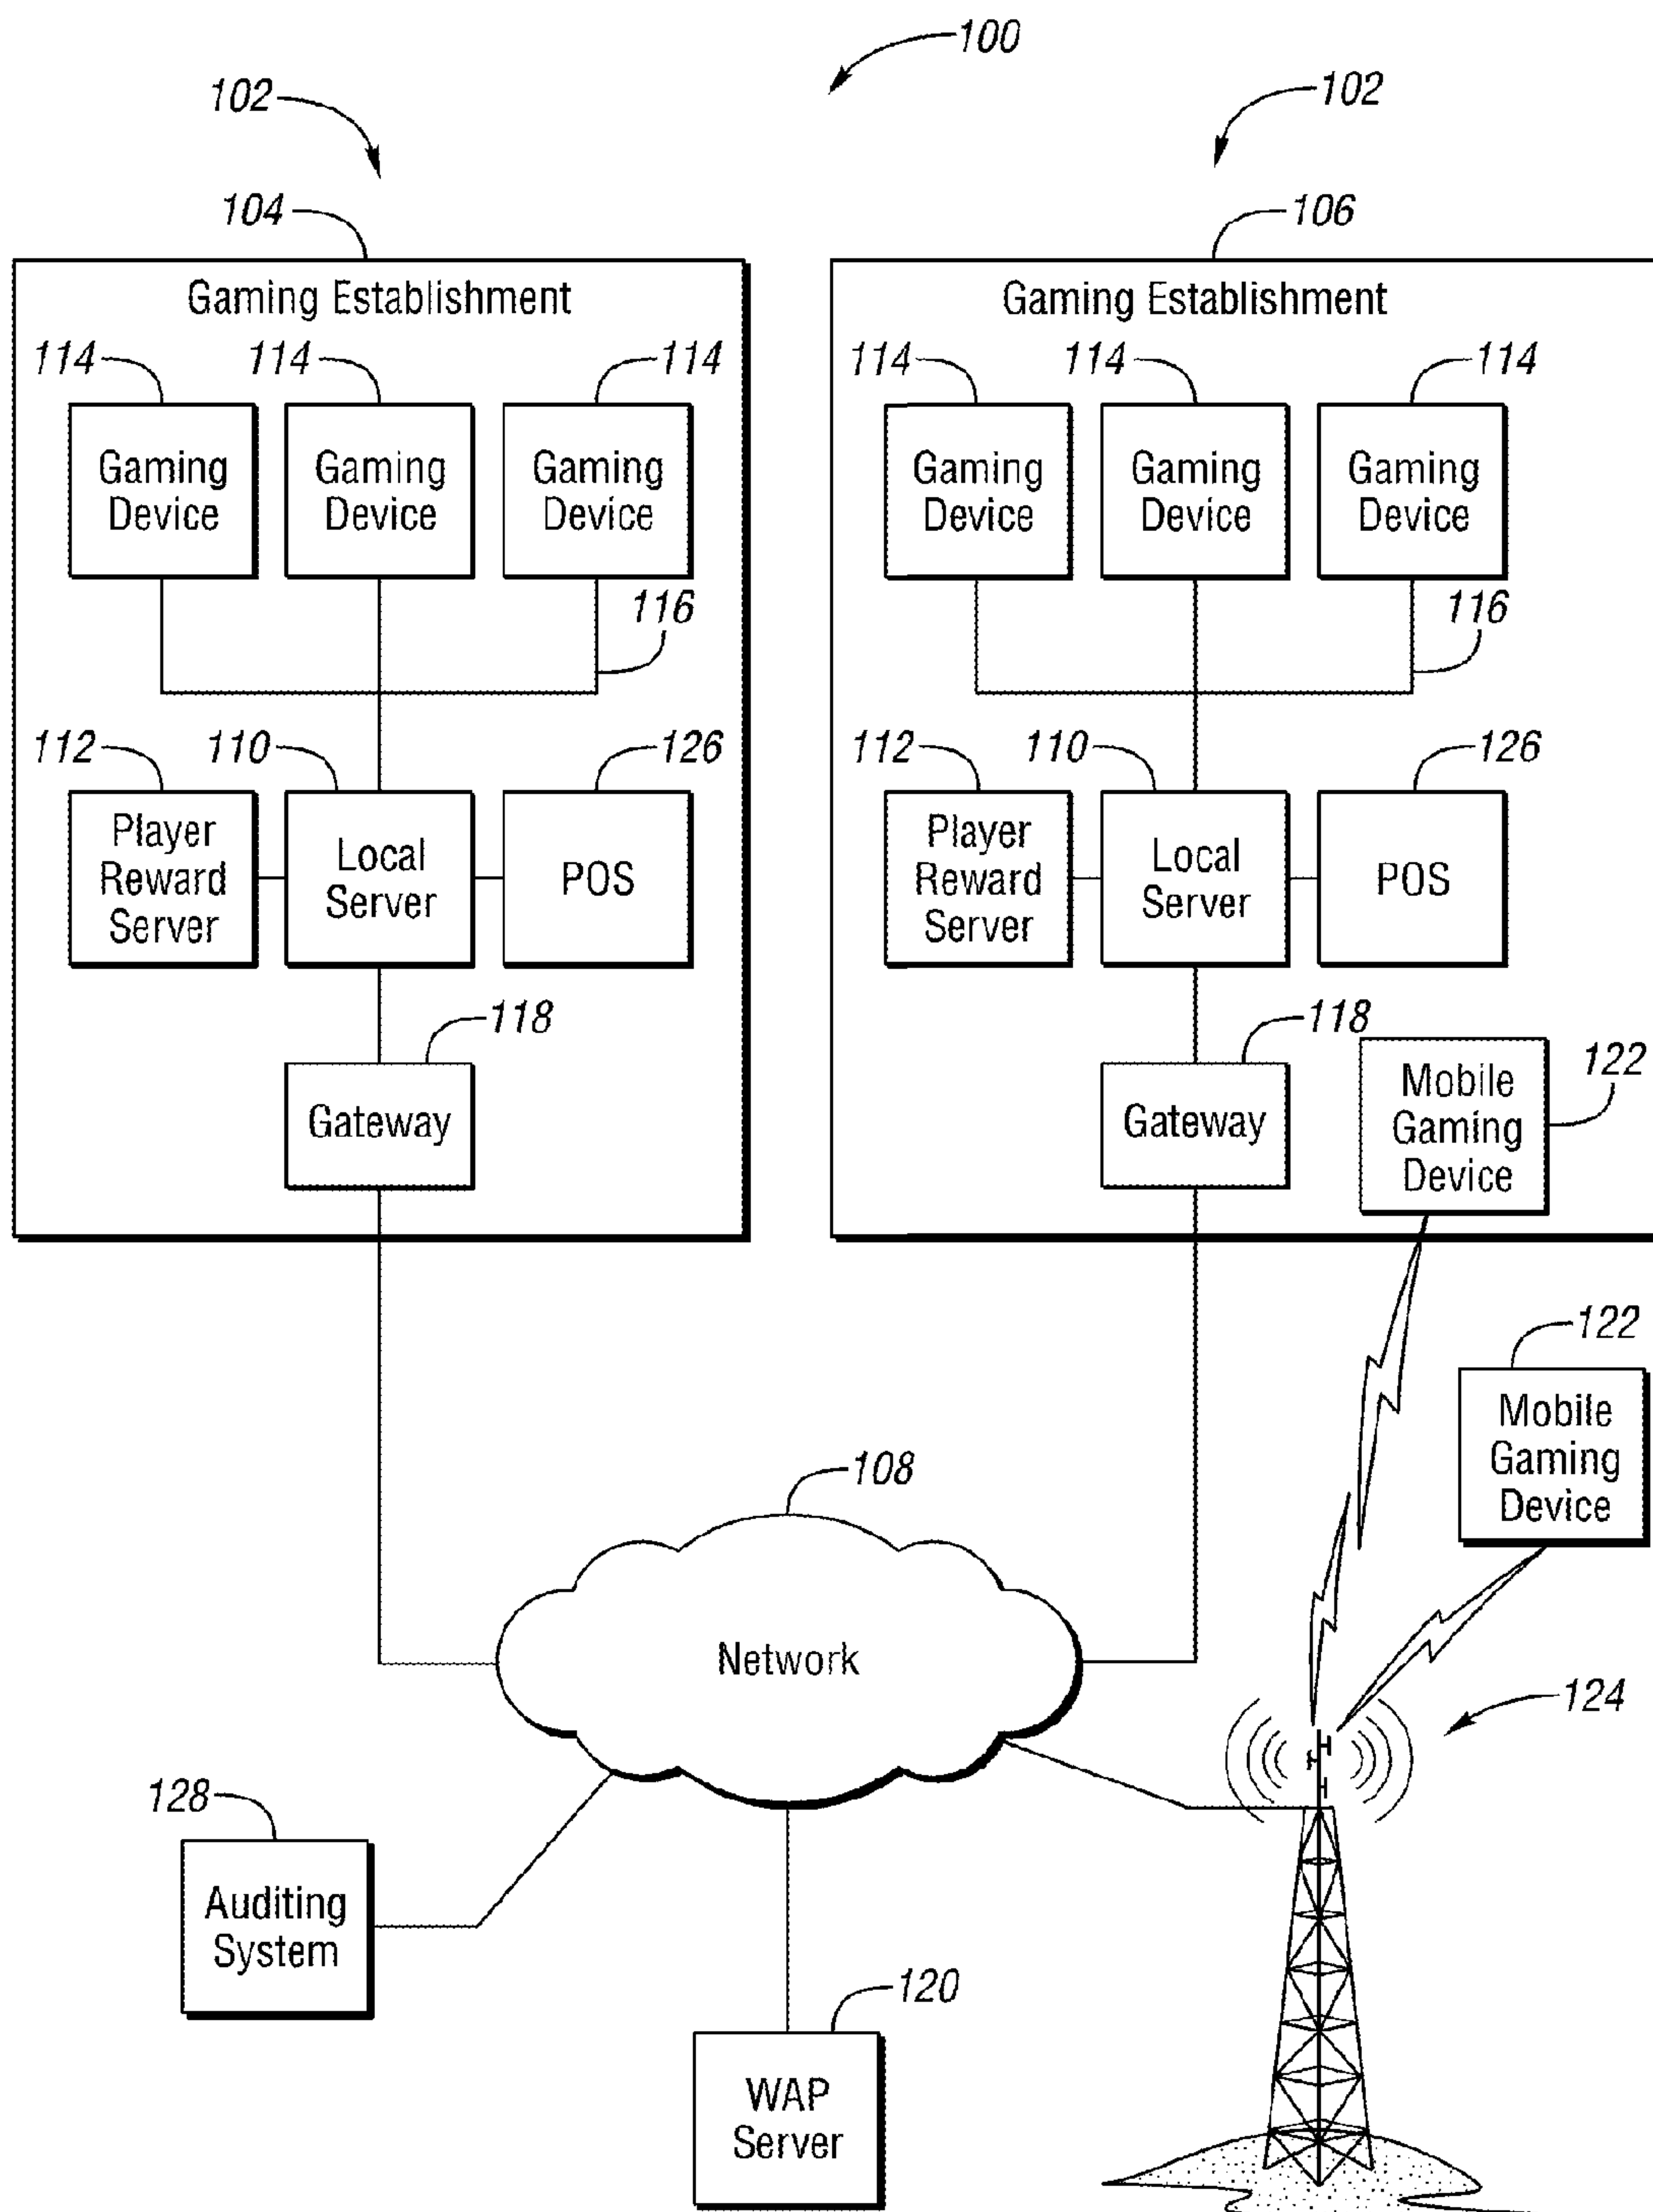 100
102
102
104
106
Gaming Establishment
Gaming Establishment
114
114
114
114
114
114
Gaming
Device
Gaming
Device
Gaming
Device
Gaming
Device
Gaming
Device
Gaming
Device
116
116
112
110
126
112
110
126
Player
Reward
Server
Local
Server
POS
Player
Reward
Server
Local
Server
POS
118
118
122
Gateway
Gateway
Mobile
Gaming
Device
122
Mobile
Gaming
Device
108
Network
124
128
Auditing
System
120
WAP
Server